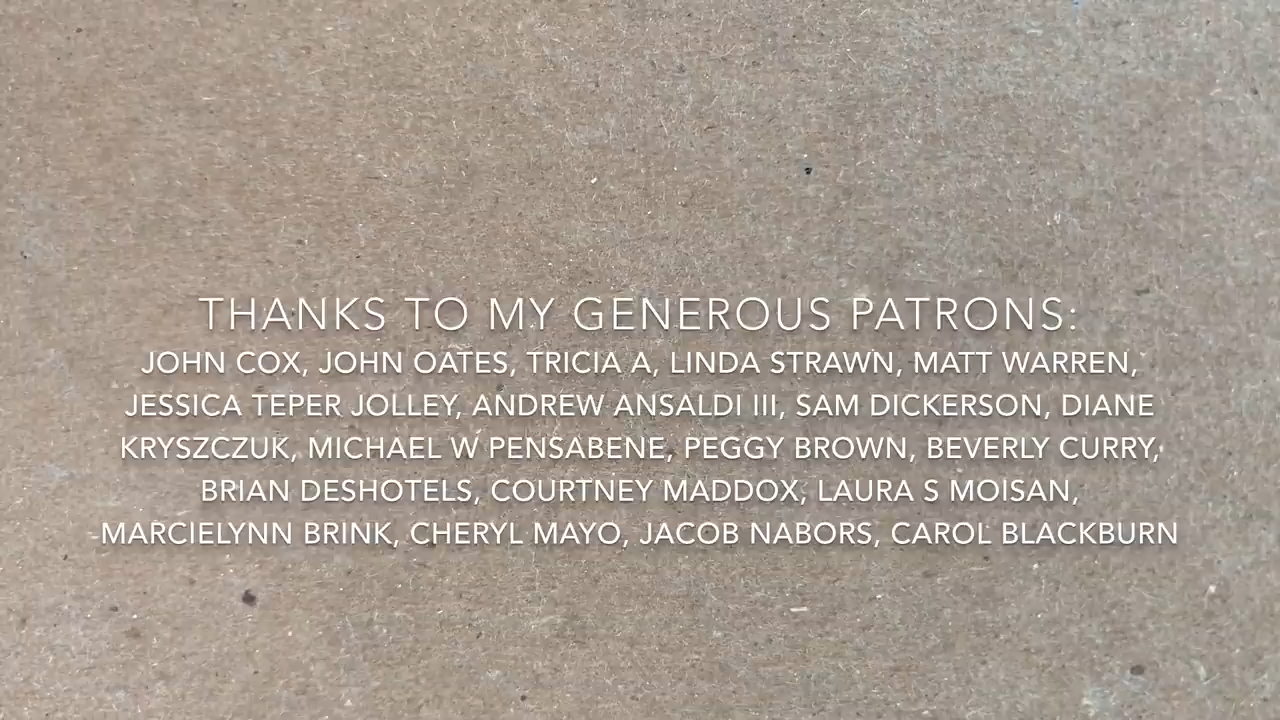 THANKS TO MY GENEROUS PATRONS:
JOHN COX, JOHN OATES, TRICIA A, LINDA STRAWN, MATT WARREN,
JESSICA TEPER JOLLEY, ANDREW ANSALDI III, SAM DICKERSON, DIANE
KRYSZCZUK, MICHAEL W PENSABENE, PEGGY BROWN, BEVERLY CURRY,
BRIAN DESHOTELS, COURTNEY MADDOX, LAURA S MOISAN,
MARCIELYNN BRINK, CHERYL MAYO, JACOB NABORS, CAROL BLACKBURN